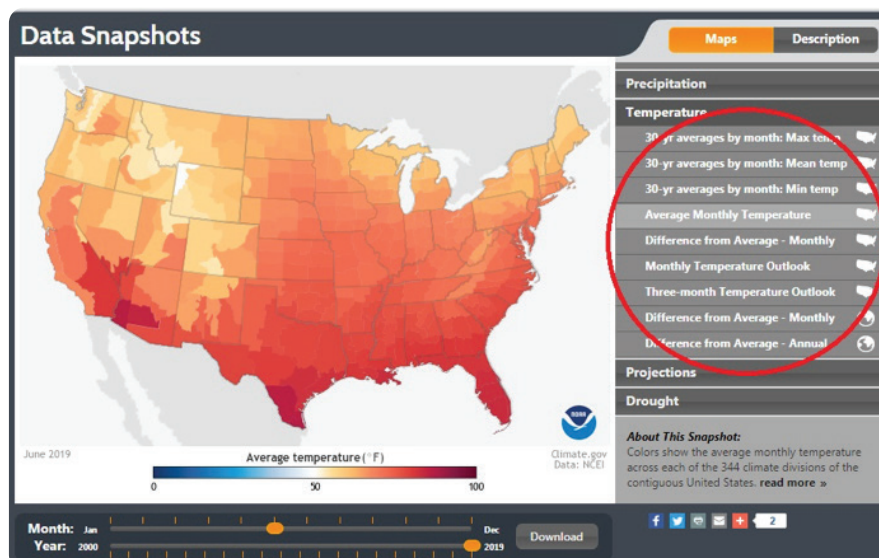 Data Snapshots
Maps
Description
Precipitation
Temperature
30-yr averages by month: Max temp
30-yr averages by month: Mean temp
30-yr averages by month: Min temp
Average Monthly Temperature
Difference from Average - Monthly
Monthly Temperature Outlook
Three-month Temperature Outlook
Difference from Average - Monthly
Difference from Average - Annual
Projections
Drought
NOAA
June 2019
Average temperature (°F)
0 50 100
Climate.gov
Data: NCEI
About This Snapshot:
Colors show the average monthly temperature
across each of the 344 climate divisions of the
contiguous United States. read more »
Month: Jan Dec
Year: 2000 2019
Download
2